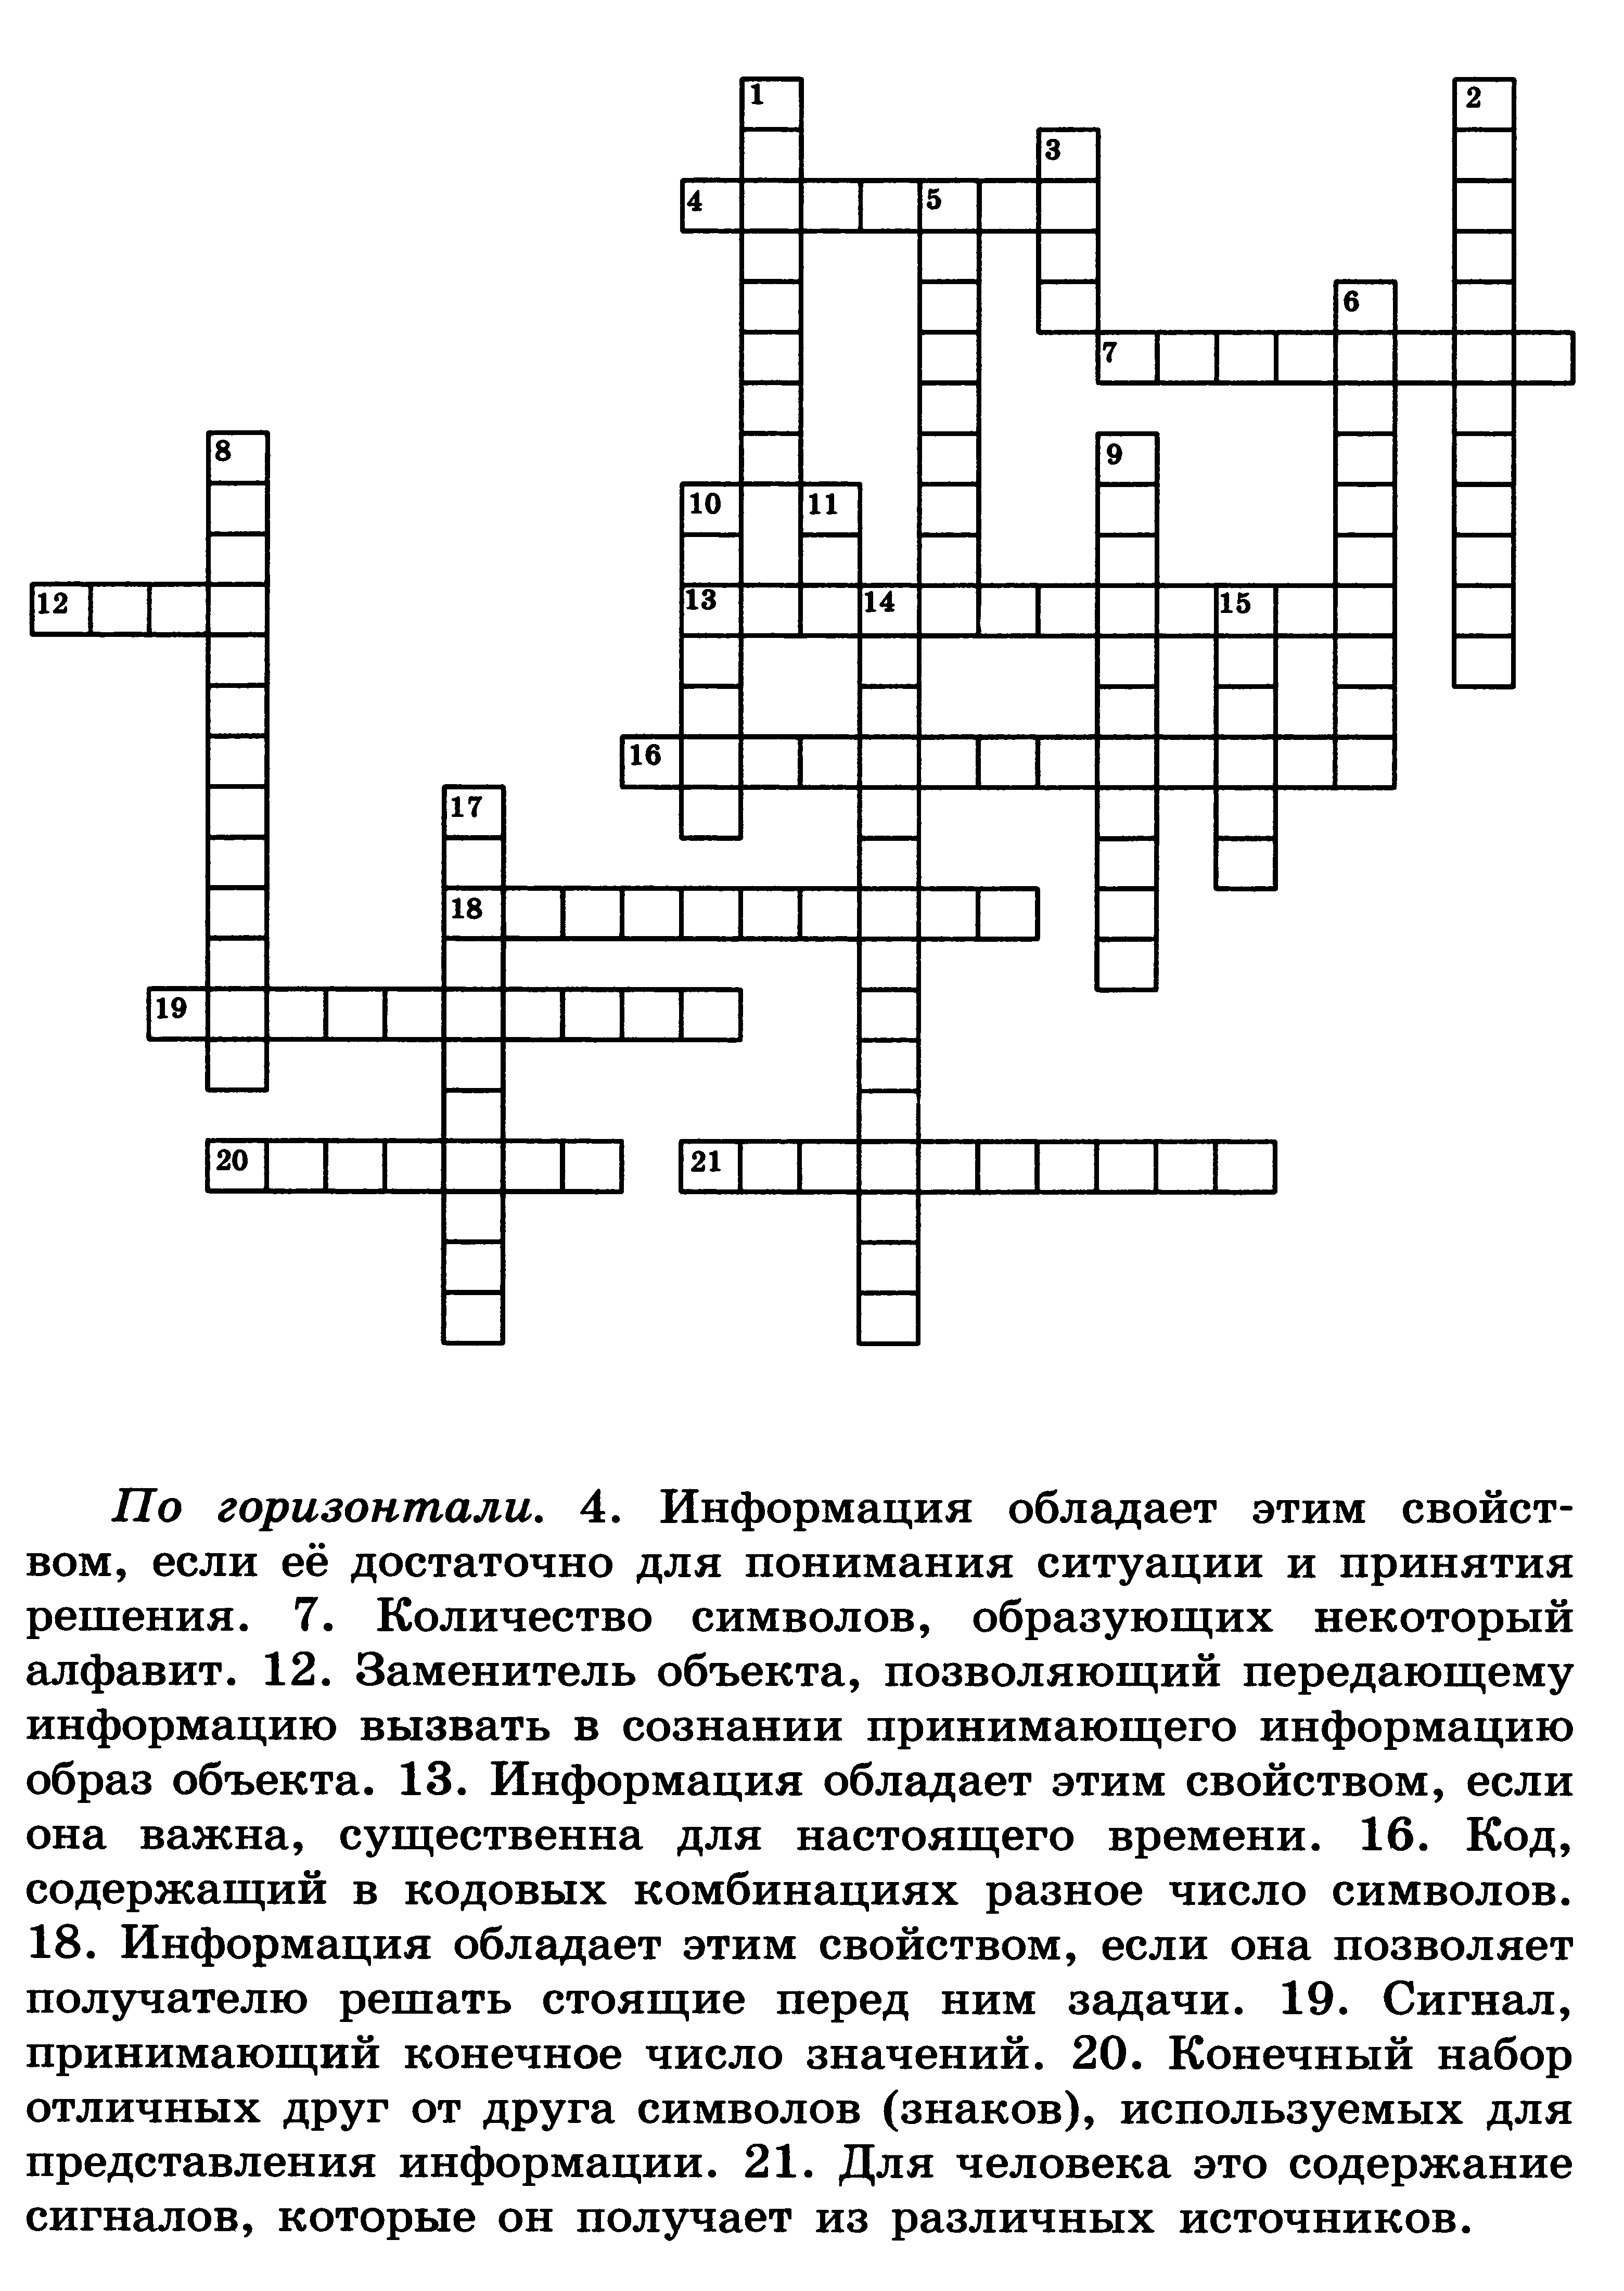 1
2
3
4
5
6
7
8
9
10
11
12
13
14
15
16
17
18
19
20
21
По горизонтали. 4. Информация обладает этим свойст-
вом, если её достаточно для понимания ситуации и принятия
решения. 7. Количество символов, образующих некоторый
алфавит. 12. Заменитель объекта, позволяющий передающему
информацию вызвать в сознании принимающего информацию
образ объекта. 13. Информация обладает этим свойством, если
она важна, существенна для настоящего времени. 16. Код,
содержащий в кодовых комбинациях разное число символов.
18. Информация обладает этим свойством, если она позволяет
получателю решать стоящие перед ним задачи. 19. Сигнал,
принимающий конечное число значений. 20. Конечный набор
отличных друг от друга символов (знаков), используемых для
представления информации. 21. Для человека это содержание
сигналов, которые он получает из различных источников.